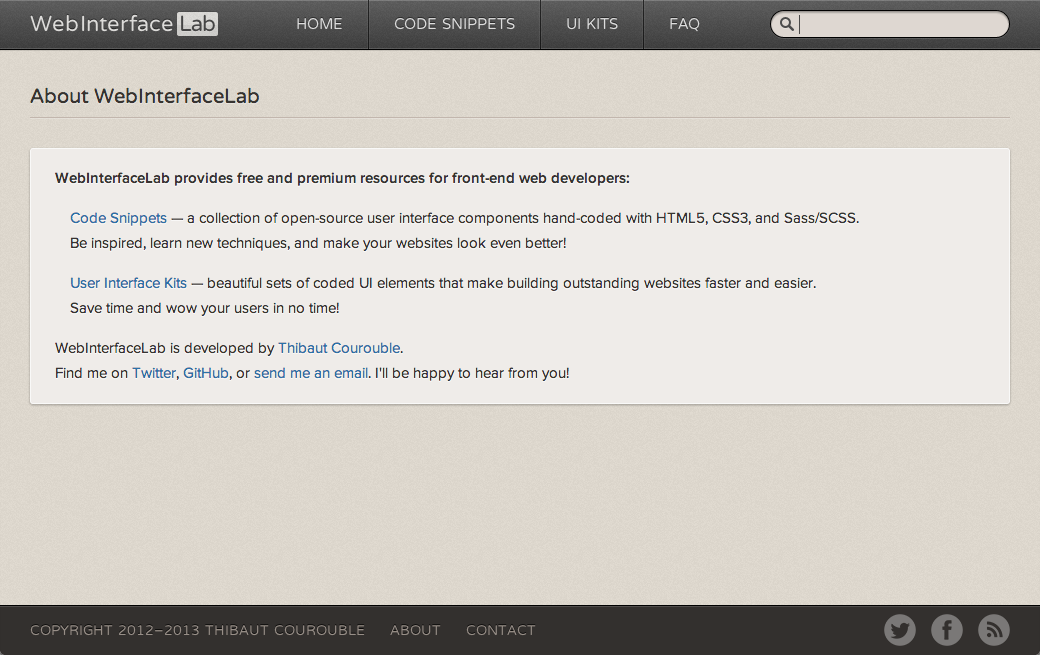 WebInterface Lab
HOME
CODE SNIPPETS
UI KITS
FAQ
About WebInterfaceLab
WebInterfaceLab provides free and premium resources for front-end web developers:
Code Snippets — a collection of open-source user interface components hand-coded with HTML5, CSS3, and Sass/SCSS.
Be inspired, learn new techniques, and make your websites look even better!
User Interface Kits — beautiful sets of coded UI elements that make building outstanding websites faster and easier.
Save time and wow your users in no time!
WebInterfaceLab is developed by Thibaut Courouble.
Find me on Twitter, GitHub, or send me an email. I'll be happy to hear from you!
COPYRIGHT 2012–2013 THIBAUT COUROUBLE
ABOUT
CONTACT